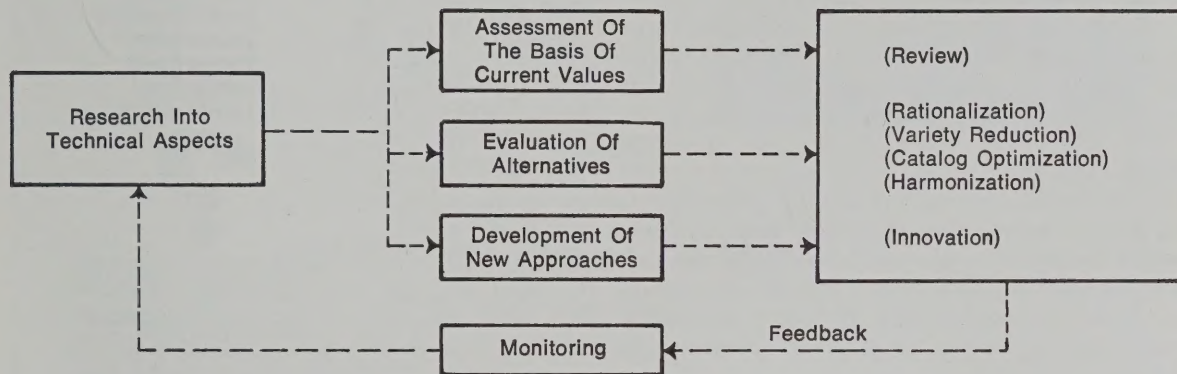 Research Into
Technical Aspects
Assessment Of
The Basis Of
Current Values
Evaluation Of
Alternatives
Development Of
New Approaches
(Review)
(Rationalization)
(Variety Reduction)
(Catalog Optimization)
(Harmonization)
(Innovation)
Feedback
Monitoring